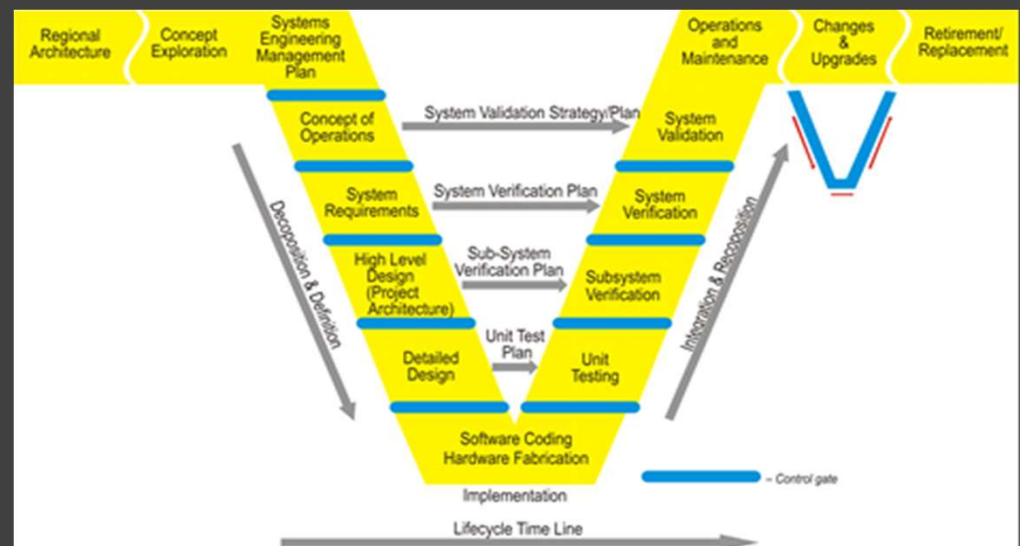 Regional
Architecture
Concept
Exploration
Systems
Engineering
Management
Plan
Operations
and
Maintenance
Changes
&
Upgrades
Retirement/
Replacement
Concept of
Operations
System Validation Strategy/Plan
System
Validation
System
Requirements
System Verification Plan
System
Verification
High Level
Design
(Project
Architecture)
Sub-System
Verification Plan
Subsystem
Verification
Detailed
Design
Unit Test
Plan
Unit
Testing
Software Coding
Hardware Fabrication
Implementation
Decoposition & Definition
Integration & Recoposition
– Control gate
Lifecycle Time Line